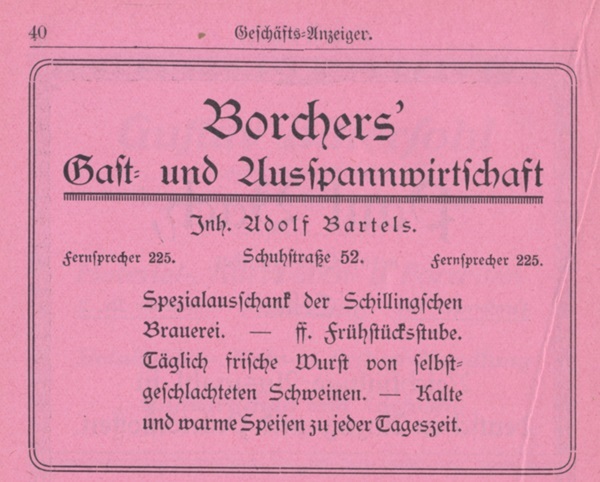 40 Geschäfts-Anzeiger.
Borchers'
Gast- und Ausspannwirtschaft
Inh. Adolf Bartels.
Fernsprecher 225. Schuhstraße 52. Fernsprecher 225.
Spezialausschank der Schillingschen
Brauerei. — ff. Frühstücksstube.
Täglich frische Wurst von selbst-
geschlachteten Schweinen. — Kalte
und warme Speisen zu jeder Tageszeit.